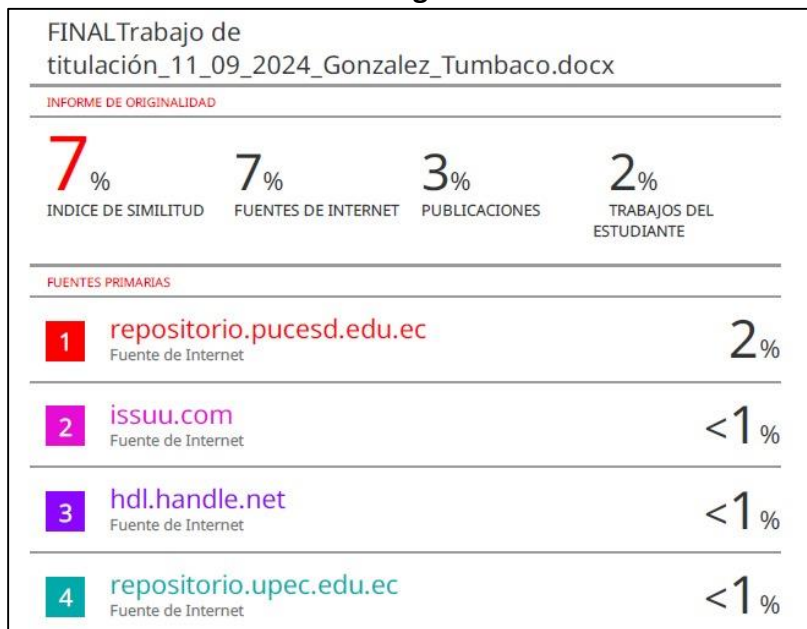 FINALTrabajo de
titulación_11_09_2024_Gonzalez_Tumbaco.docx
INFORME DE ORIGINALIDAD
7% 7% 3% 2%
INDICE DE SIMILITUD FUENTES DE INTERNET PUBLICACIONES TRABAJOS DEL
ESTUDIANTE
FUENTES PRIMARIAS
1 repositorio.pucesd.edu.ec 2%
Fuente de Internet
2 issuu.com <1%
Fuente de Internet
3 hdl.handle.net <1%
Fuente de Internet
4 repositorio.upec.edu.ec <1%
Fuente de Internet